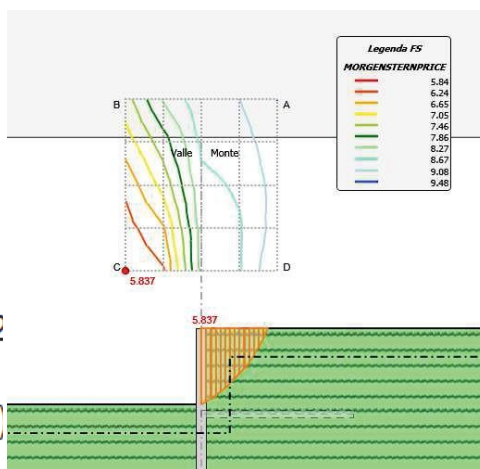 Legenda FS
MORGENSTERNPRICE
5.84
6.24
6.65
7.05
7.46
7.86
8.27
8.67
9.08
9.48
B
A
Valle
Monte
C
D
5.837
5.837